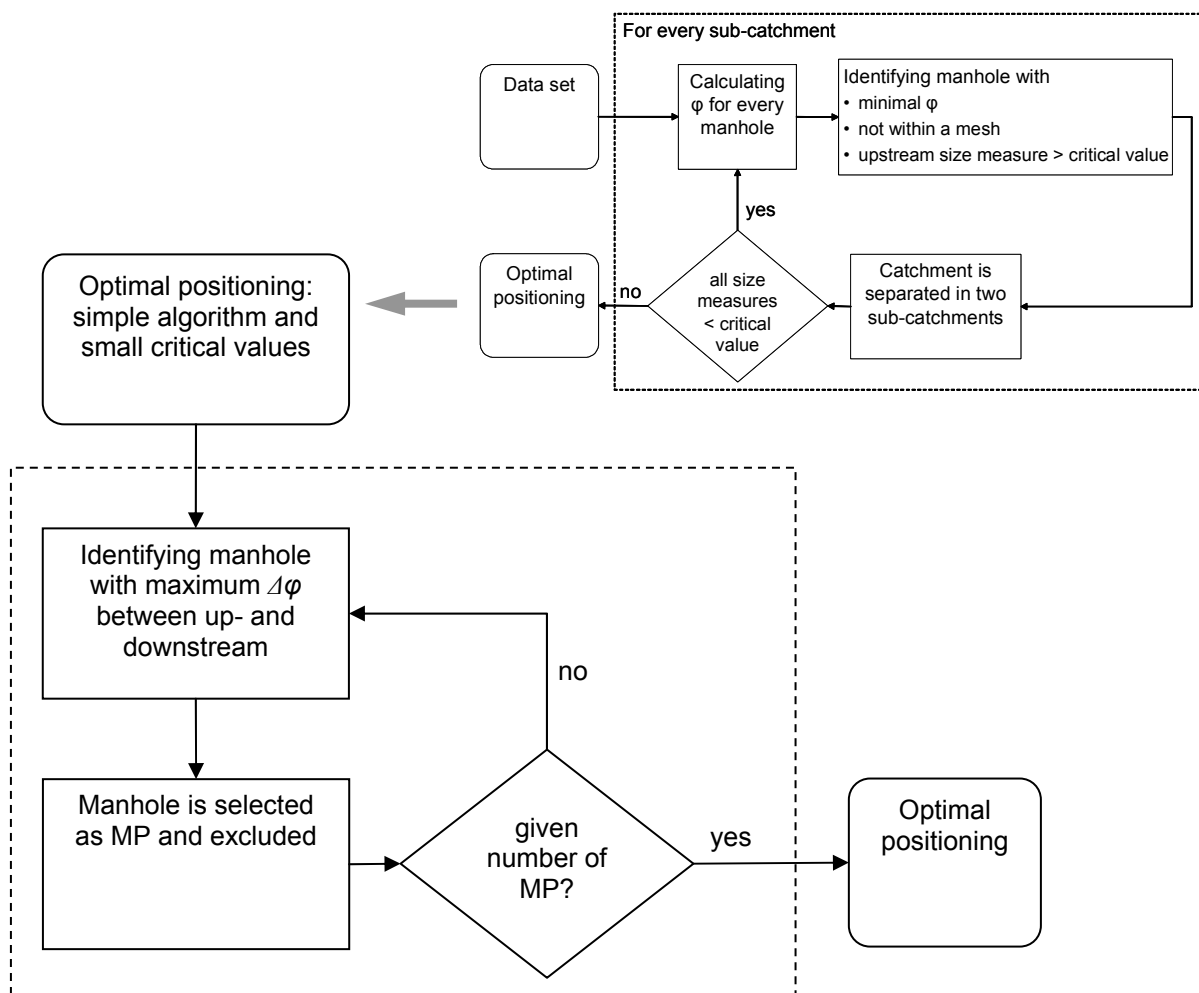 For every sub-catchment
Data set
Calculating
φ for every
manhole
Identifying manhole with
• minimal φ
• not within a mesh
• upstream size measure > critical value
yes
Optimal
positioning
no
all size
measures
< critical
value
Catchment is
separated in two
sub-catchments
Optimal positioning:
simple algorithm and
small critical values
Identifying manhole
with maximum Δφ
between up- and
downstream
no
Manhole is selected
as MP and excluded
given
number of
MP?
yes
Optimal
positioning